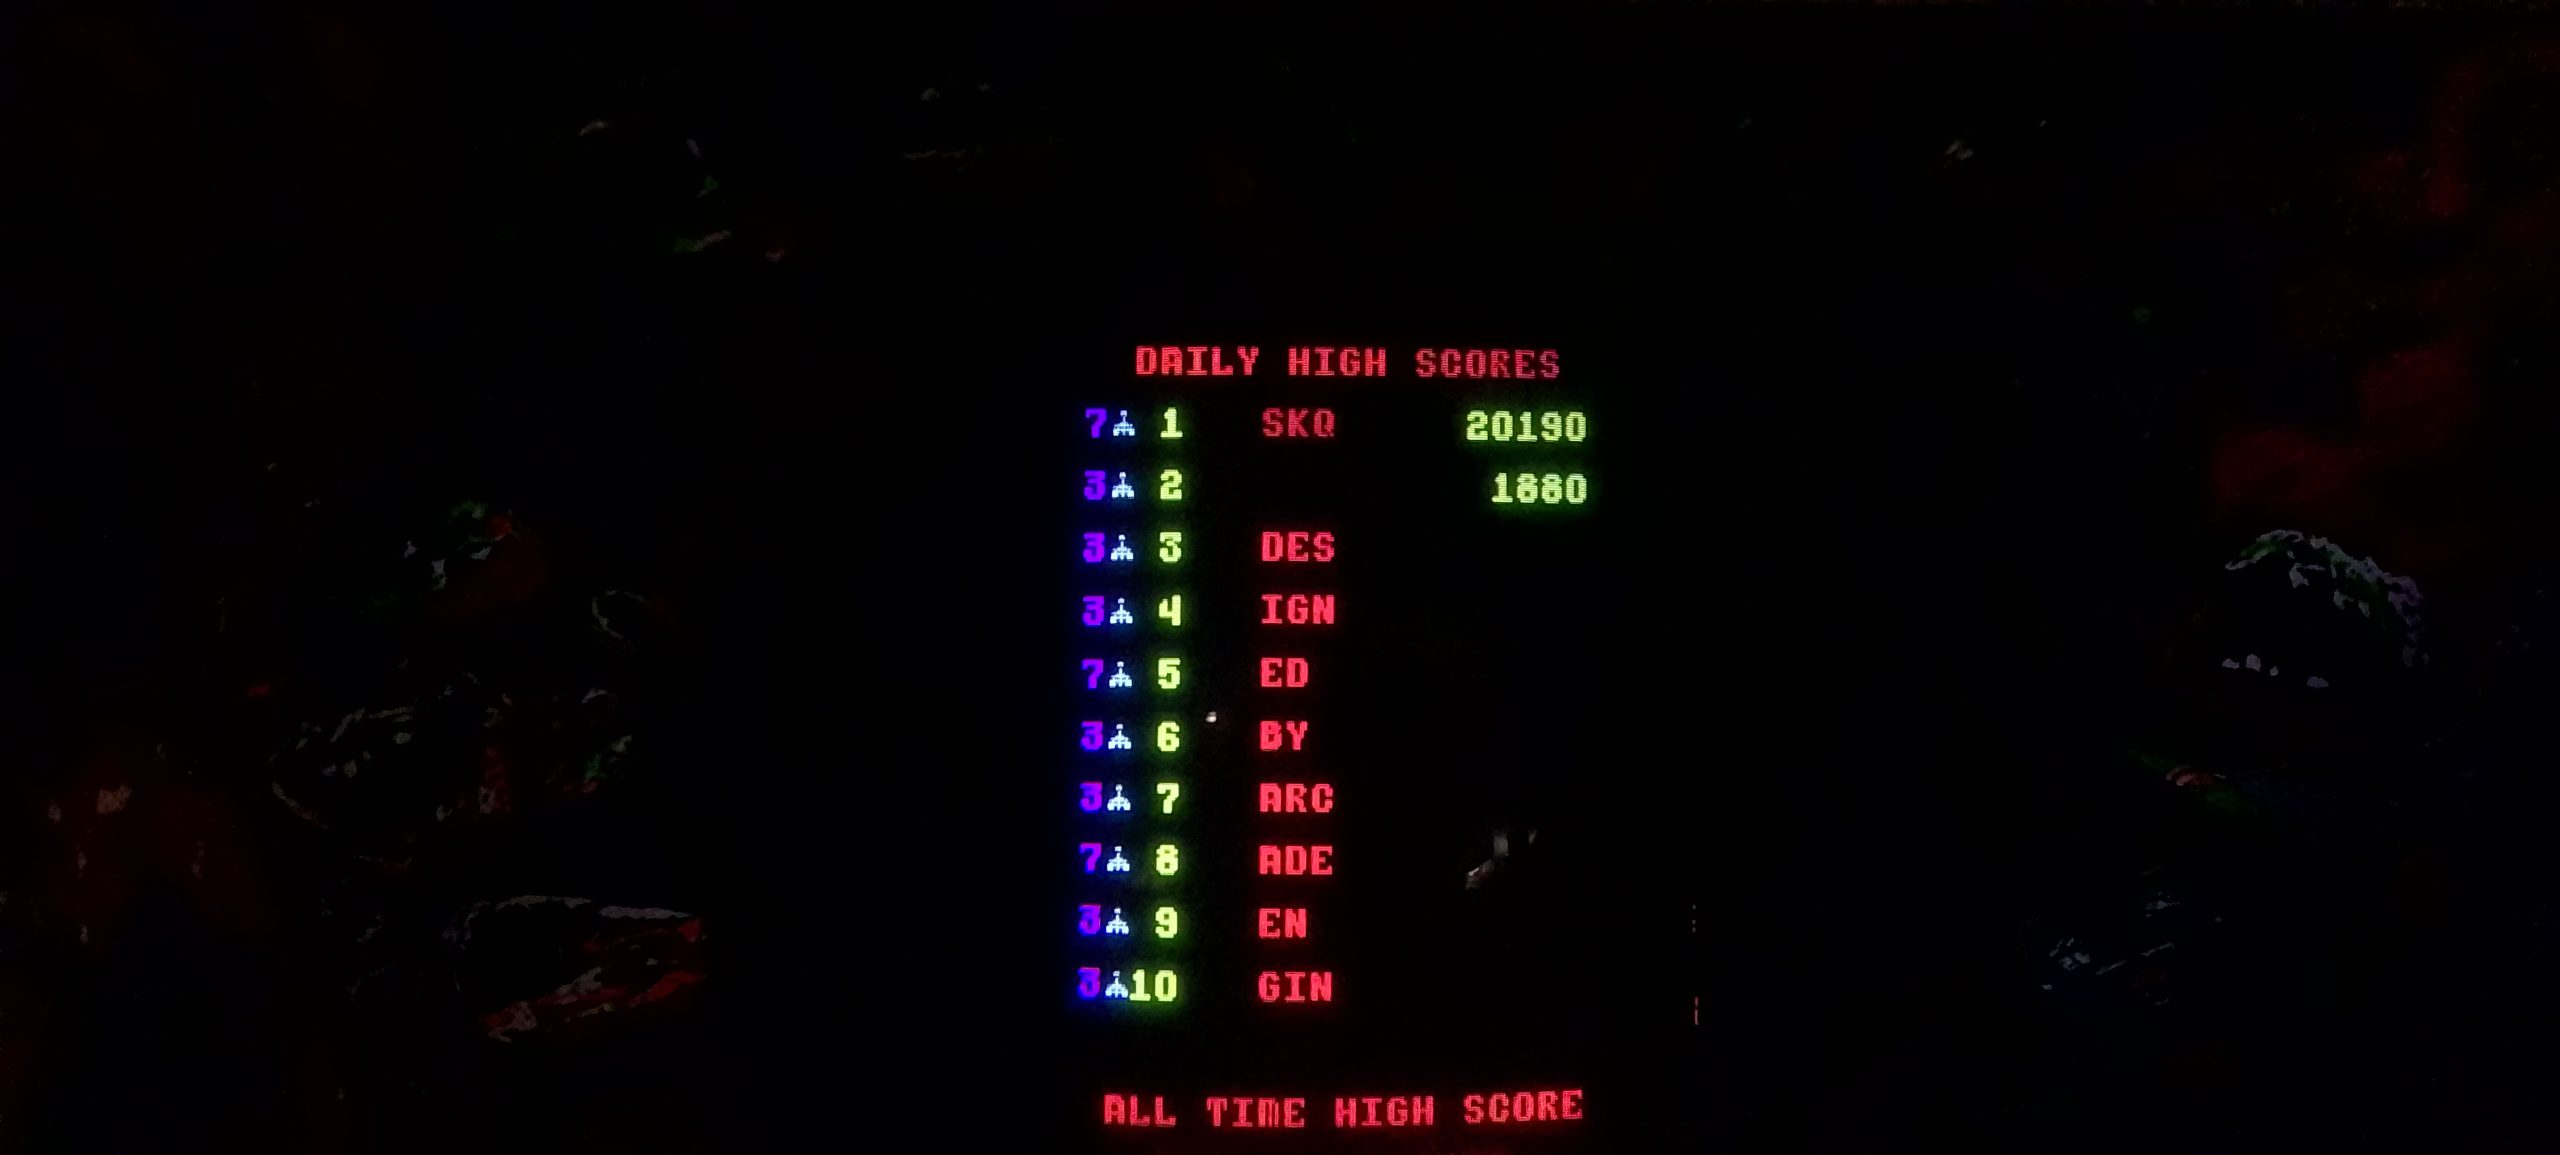 DAILY HIGH SCORES
7 1 SKQ 20190
3 2 1880
3 3 DES
3 4 IGN
7 5 ED
3 6 BY
3 7 ARC
7 8 ADE
3 9 EN
3 10 GIN
ALL TIME HIGH SCORE